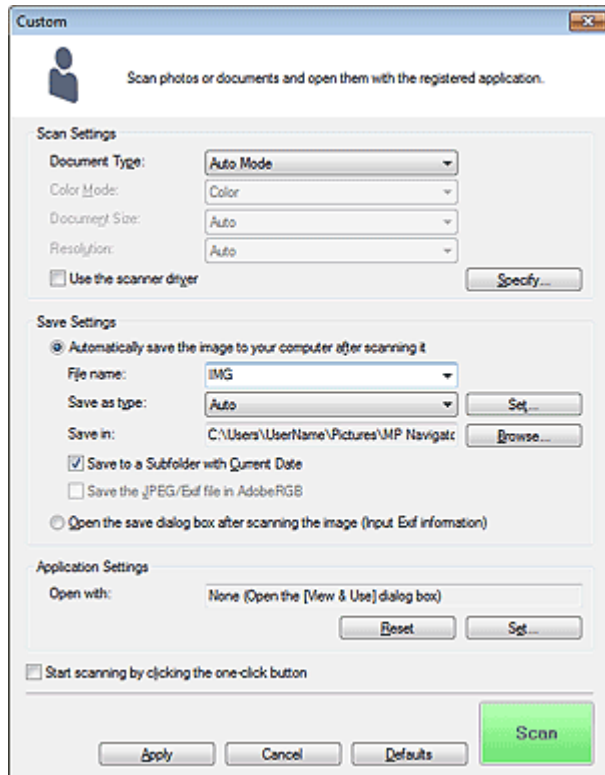 Custom
Scan photos or documents and open them with the registered application.
Scan Settings
Document Type: Auto Mode
Color Mode: Color
Document Size: Auto
Resolution: Auto
Use the scanner driver Specify...
Save Settings
Automatically save the image to your computer after scanning it
File name: IMG
Save as type: Auto Set...
Save in: C:\Users\UserName\Pictures\MP Navigatc Browse...
Save to a Subfolder with Current Date
Save the JPEG/Exif file in AdobeRGB
Open the save dialog box after scanning the image (Input Exif information)
Application Settings
Open with: None (Open the [View & Use] dialog box)
Reset Set...
Start scanning by clicking the one-click button
Scan
Apply Cancel Defaults